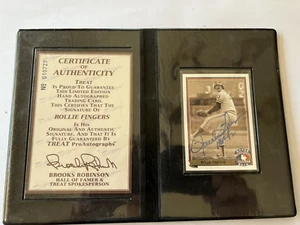 CERTIFICATE
OF
AUTHENTICITY
TREAT
IS PROUD TO GUARANTEE
THIS LIMITED EDITION
HAND AUTOGRAPHED
TRADING CARD.
THIS CERTIFIES THAT THE
SIGNATURE OF
ROLLIE FINGERS
IS HIS
ORIGINAL AND AUTHENTIC
SIGNATURE, AND THAT IT IS
FULLY GUARANTEED BY
TREAT ProAutographs
BROOKS ROBINSON
HALL OF FAMER &
TREAT SPOKESPERSON
Rollie Fingers